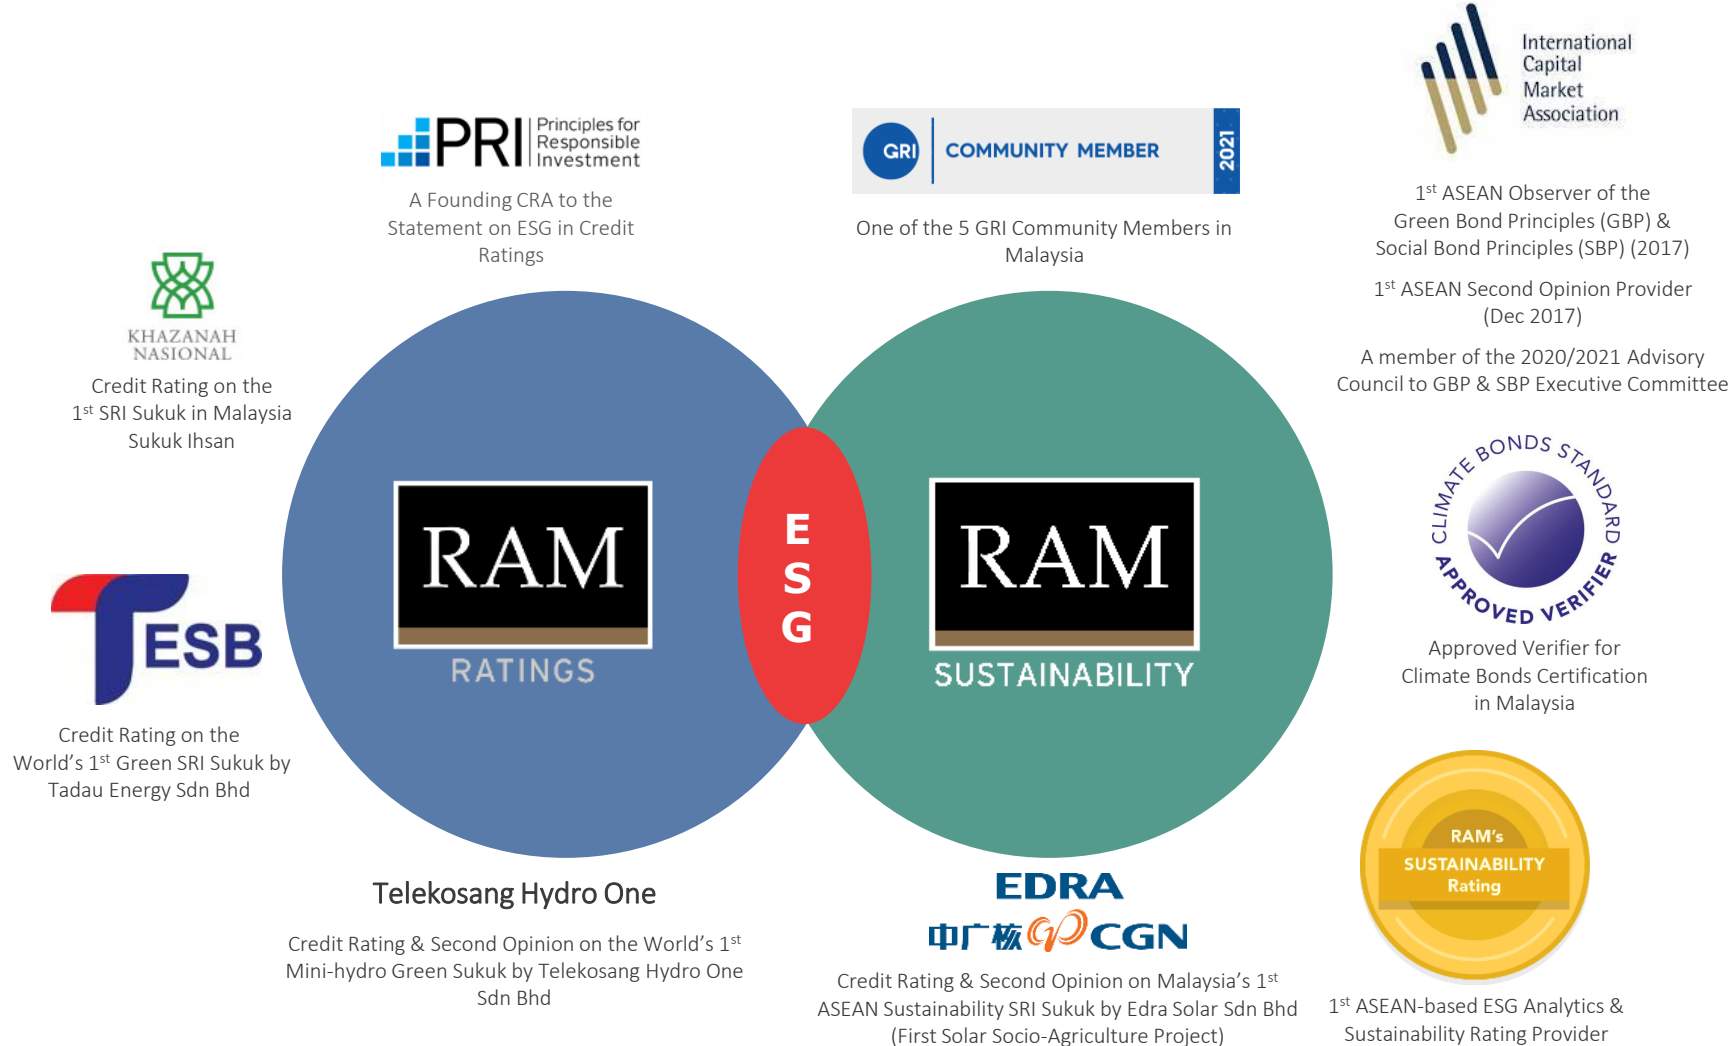 PRI
Principles for
Responsible
Investment
A Founding CRA to the
Statement on ESG in Credit
Ratings
GRI
COMMUNITY MEMBER
2021
One of the 5 GRI Community Members in
Malaysia
International
Capital
Market
Association
1st ASEAN Observer of the
Green Bond Principles (GBP) &
Social Bond Principles (SBP) (2017)
1st ASEAN Second Opinion Provider
(Dec 2017)
A member of the 2020/2021 Advisory
Council to GBP & SBP Executive Committee
KHAZANAH
NASIONAL
Credit Rating on the
1st SRI Sukuk in Malaysia
Sukuk Ihsan
TESB
Credit Rating on the
World's 1st Green SRI Sukuk by
Tadau Energy Sdn Bhd
RAM
RATINGS
E
S
G
RAM
SUSTAINABILITY
CLIMATE BONDS STANDARD
APPROVED VERIFIER
Approved Verifier for
Climate Bonds Certification
in Malaysia
Telekosang Hydro One
Credit Rating & Second Opinion on the World's 1st
Mini-hydro Green Sukuk by Telekosang Hydro One
Sdn Bhd
EDRA
中广核 CGN
Credit Rating & Second Opinion on Malaysia's 1st
ASEAN Sustainability SRI Sukuk by Edra Solar Sdn Bhd
(First Solar Socio-Agriculture Project)
RAM's
SUSTAINABILITY
Rating
1st ASEAN-based ESG Analytics &
Sustainability Rating Provider